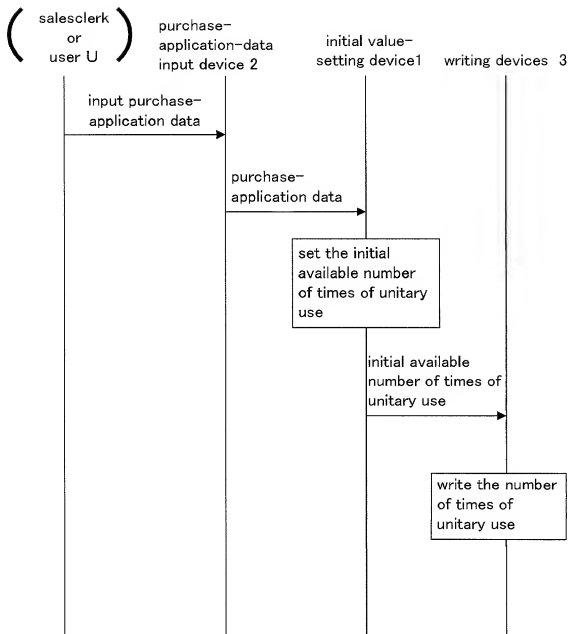 salesclerk
or
user U
purchase-
application-data
input device 2
initial value-
setting device1
writing devices 3
input purchase-
application data
purchase-
application data
set the initial
available number
of times of unitary
use
initial available
number of times of
unitary use
write the number
of times of
unitary use